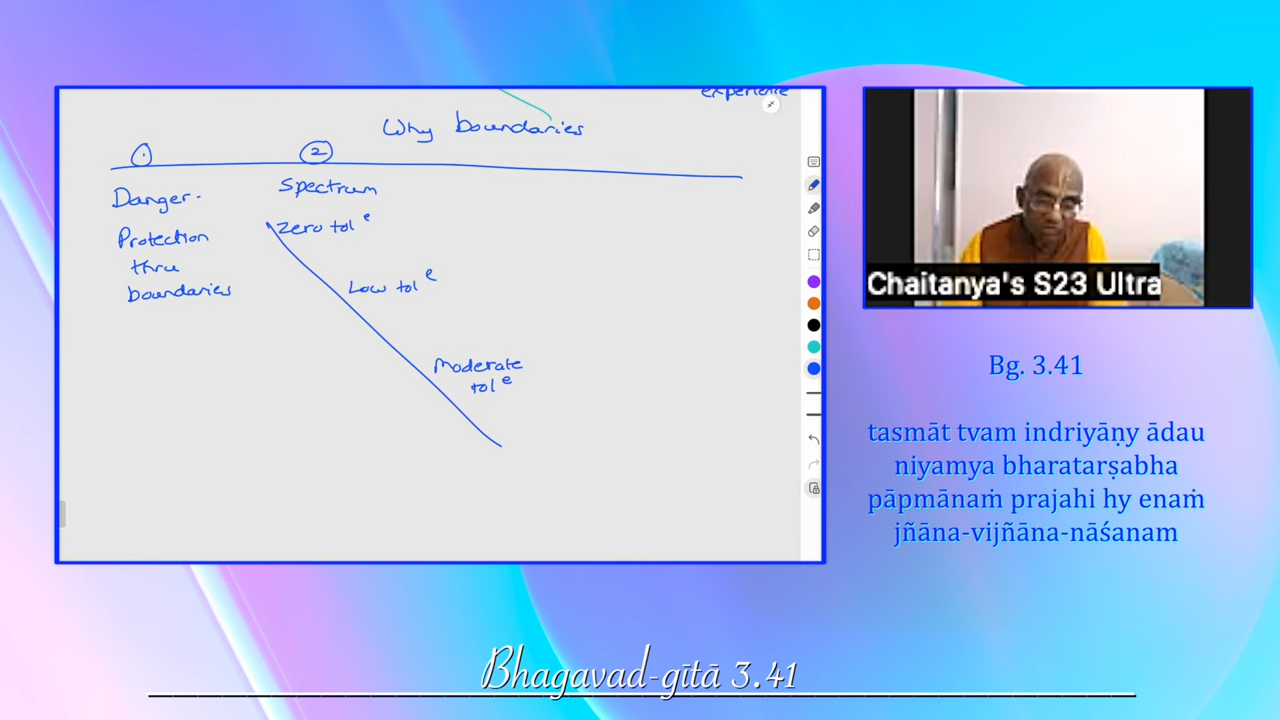 experience
Why boundaries
1 2
Danger- Spectrum
Zero tol e
Protection
thru
boundaries
Low tol e
Moderate
tol e
Chaitanya's S23 Ultra
Bg. 3.41
tasmāt tvam indriyāṇy ādau
niyamya bharatarṣabha
pāpmānaṁ prajahi hy enaṁ
jñāna-vijñāna-nāśanam
Bhagavad-gītā 3.41